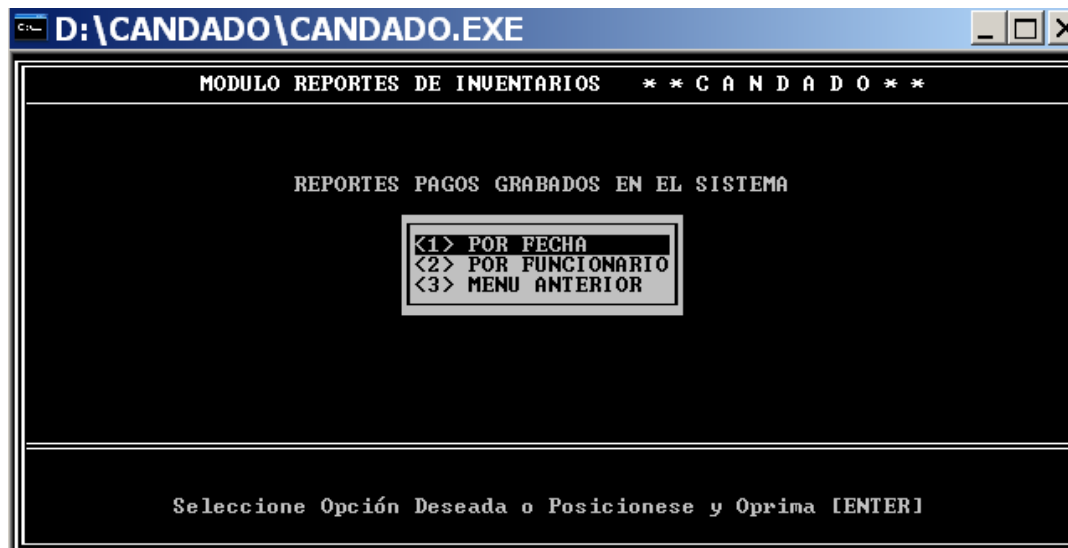 D:\CANDADO\CANDADO.EXE
MODULO REPORTES DE INVENTARIOS * * C A N D A D O * *
REPORTES PAGOS GRABADOS EN EL SISTEMA
<1> POR FECHA
<2> POR FUNCIONARIO
<3> MENU ANTERIOR
Seleccione Opción Deseada o Posicionese y Oprima [ENTER]